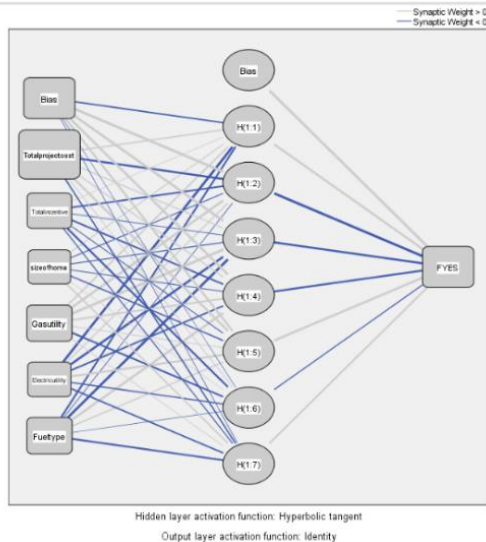 Synaptic Weight > 0
Synaptic Weight < 0
Bias
Bias
H(1:1)
Totalprojectcost
H(1:2)
Totalincentive
H(1:3)
sizeofhome
FYES
H(1:4)
Gasutility
H(1:5)
Electricutility
H(1:6)
Fueltype
H(1:7)
Hidden layer activation function: Hyperbolic tangent
Output layer activation function: Identity